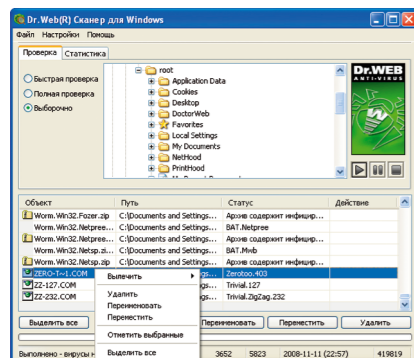 Dr.Web(R) Сканер для Windows
Файл Настройки Помощь
Проверка Статистика
Быстрая проверка
Полная проверка
Выборочно
root
Application Data
Cookies
Desktop
DoctorWeb
Favorites
Local Settings
My Documents
NetHood
PrintHood
Dr.WEB
ANTI-VIRUS
Объект Путь Статус Действие
Worm.Win32.Fozer.zip C:\Documents and Settings... Архив содержит инфицир...
Worm.Win32.Netpree... C:\Documents and Settings... BAT.Netpree
Worm.Win32.Netpree.zip C:\Documents and Settings... Архив содержит инфицир...
Worm.Win32.Netsp.zi... C:\Documents and Settings... BAT.Mwb
Worm.Win32.Netsp.zip C:\Documents and Settings... Архив содержит инфицир...
ZERO-T~1.COM gs... Zerotoo.403
ZZ-127.COM gs... Trivial.127
ZZ-232.COM gs... Trivial.ZigZag.232
Вылечить
Удалить
Переименовать
Переместить
Отметить выбранные
Выделить все
Выделить все Переименовать Переместить Удалить
Выполнено - вирусы н 3652 5823 2008-11-11 (22:57) 419819